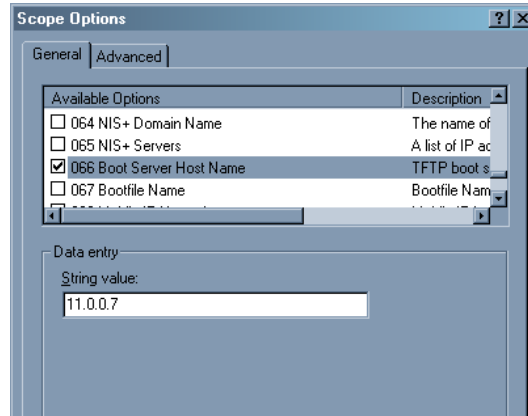 Scope Options
General Advanced
Available Options Description
064 NIS+ Domain Name The name of
065 NIS+ Servers A list of IP ad
066 Boot Server Host Name TFTP boot s
067 Bootfile Name Bootfile Nam
Data entry
String value:
11.0.0.7